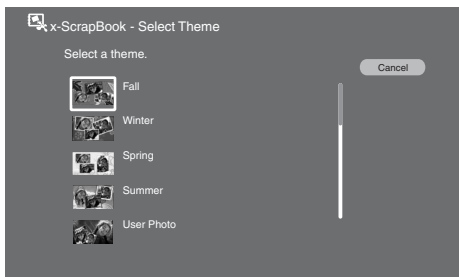 x-ScrapBook - Select Theme
Select a theme.
Cancel
Fall
Winter
Spring
Summer
User Photo